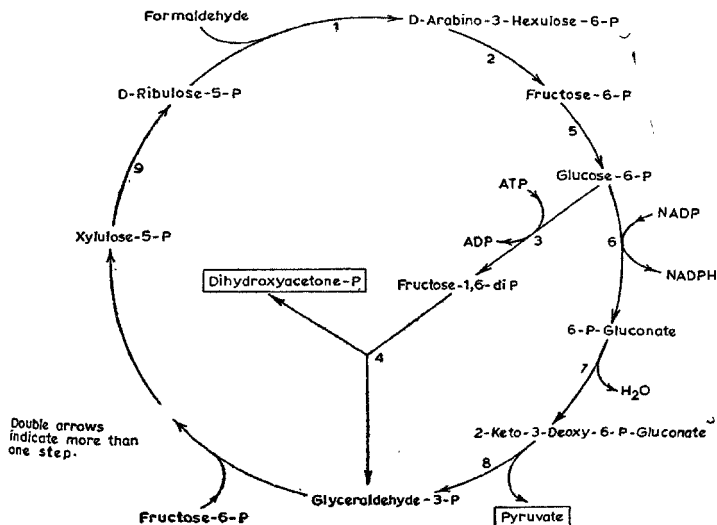 Formaldehyde
1
D-Arabino-3-Hexulose-6-P
2
D-Ribulose-5-P
Fructose-6-P
5
9
Glucose-6-P
ATP
NADP
Xylulose-5-P
ADP
3
6
NADPH
Dihydroxyacetone-P
Fructose-1,6-diP
6-P-Gluconate
4
7
H2O
Double arrows
indicate more than
one step.
2-Keto-3-Deoxy-6-P-Gluconate
8
Glyceraldehyde-3-P
Fructose-6-P
Pyruvate